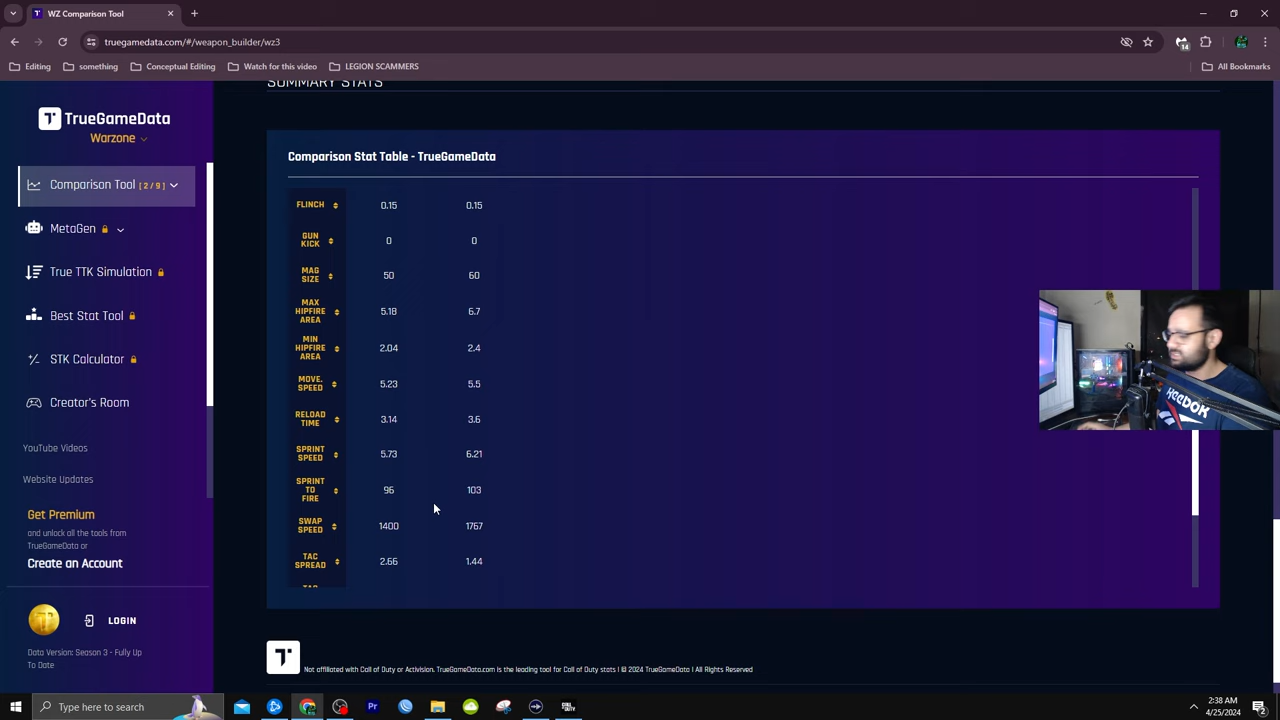 WZ Comparison Tool
truegamedata.com/#/weapon_builder/wz3
14
Editing
something
Conceptual Editing
Watch for this video
LEGION SCAMMERS
All Bookmarks
TrueGameData
Warzone
Comparison Tool [2/9]
MetaGen
True TTK Simulation
Best Stat Tool
STK Calculator
Creator's Room
YouTube Videos
Website Updates
Get Premium
and unlock all the tools from
TrueGameData or
Create an Account
LOGIN
Data Version: Season 3 - Fully Up
To Date
SUMMARY STATS
Comparison Stat Table - TrueGameData
FLINCH 0.15 0.15
GUN KICK 0 0
MAG SIZE 50 60
MAX HIPFIRE AREA 5.18 6.7
MIN HIPFIRE AREA 2.04 2.4
MOVE. SPEED 5.23 5.5
RELOAD TIME 3.14 3.6
SPRINT SPEED 5.73 6.21
SPRINT TO FIRE 96 103
SWAP SPEED 1400 1767
TAC SPREAD 2.66 1.44
Not affiliated with Call of Duty or Activision. TrueGameData.com is the leading tool for Call of Duty stats | © 2024 TrueGameData | All Rights Reserved
Type here to search
2:38 AM
4/25/2024
2